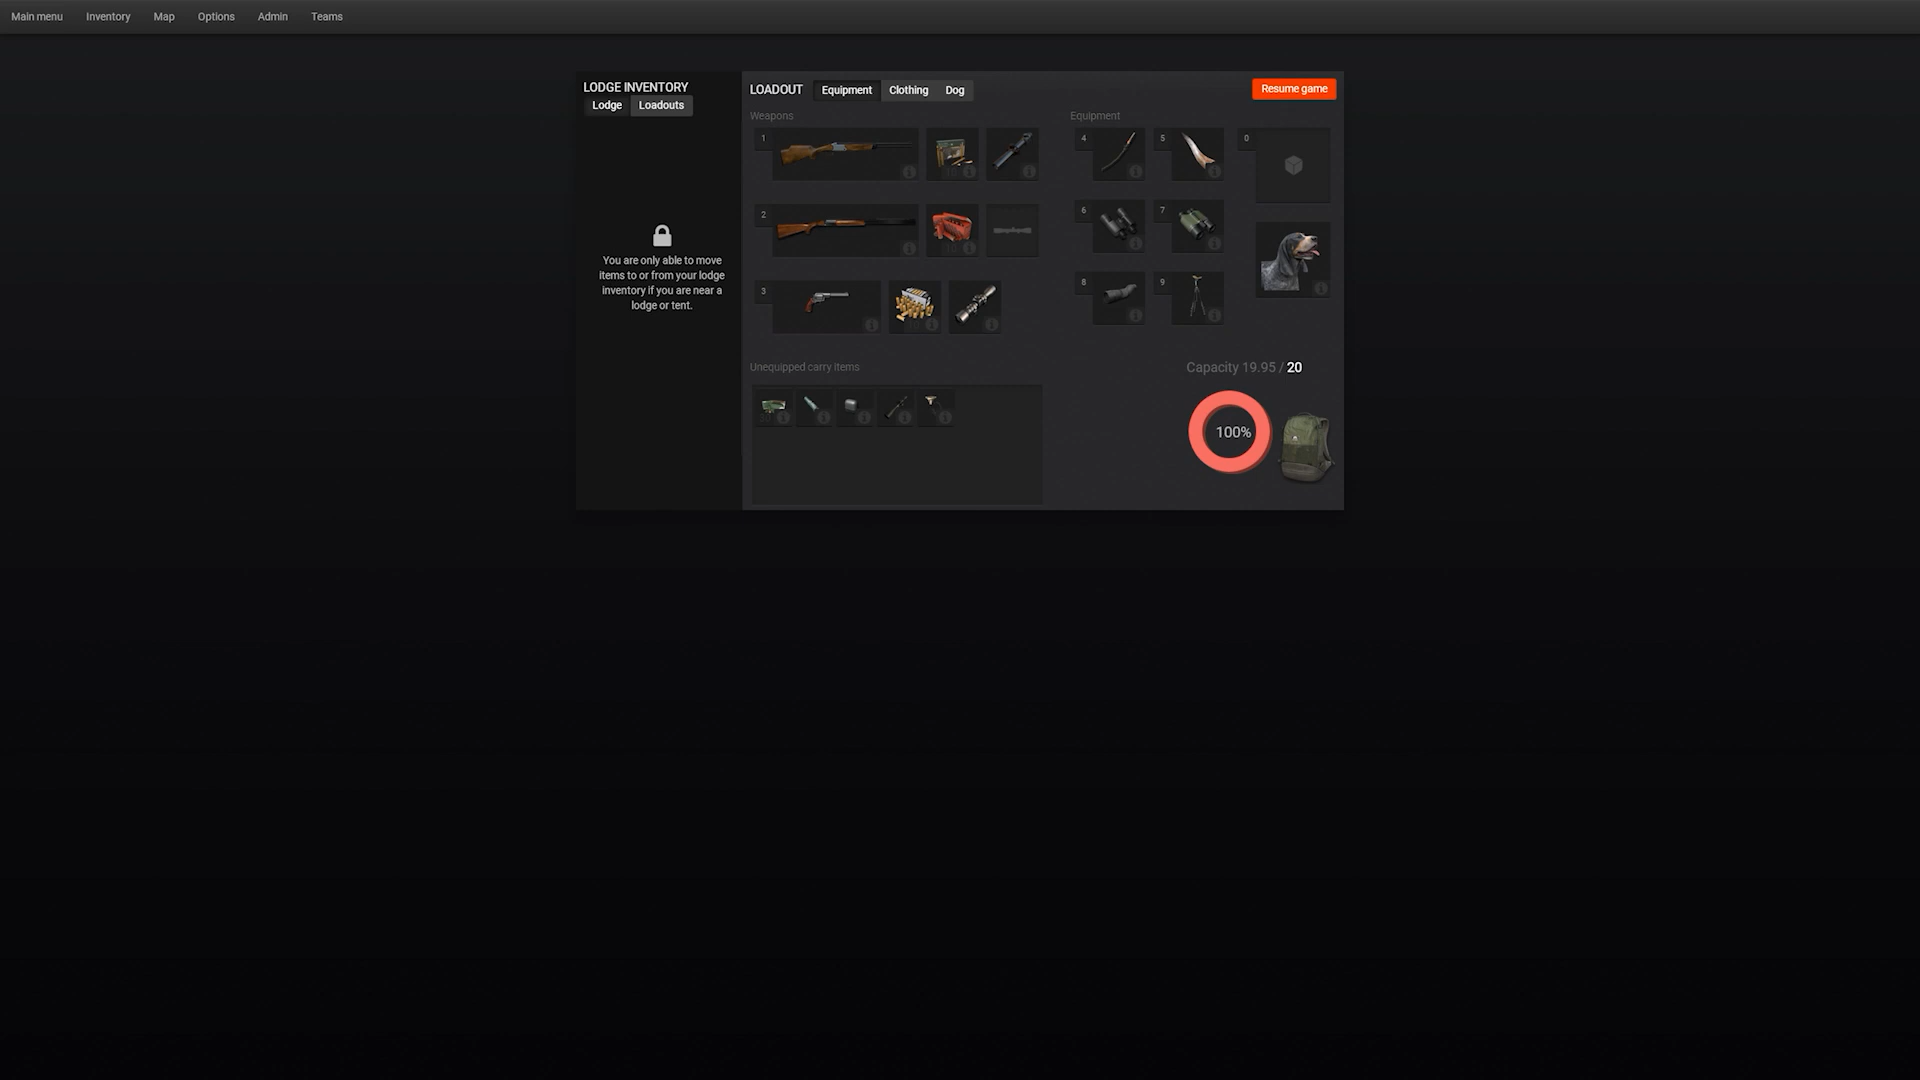 Main menu Inventory Map Options Admin Teams
LODGE INVENTORY
Lodge Loadouts
You are only able to move
items to or from your lodge
inventory if you are near a
lodge or tent.
LOADOUT Equipment Clothing Dog
Resume game
Weapons
1
10
2
10
3
10
Equipment
4 5 0
6 7
8 9
Unequipped carry items
Capacity 19.95 / 20
100%